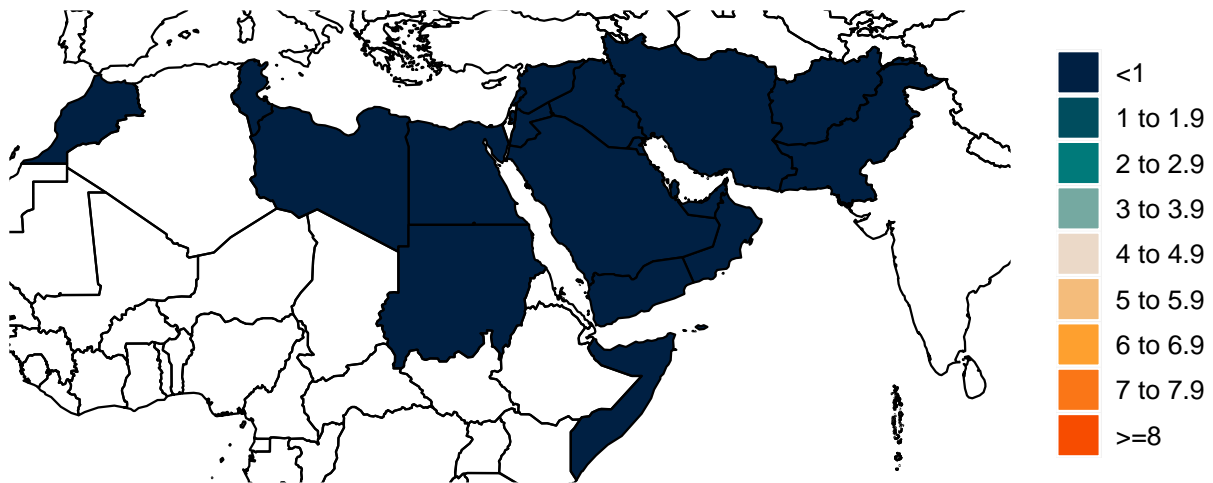 <1
1 to 1.9
2 to 2.9
3 to 3.9
4 to 4.9
5 to 5.9
6 to 6.9
7 to 7.9
>=8